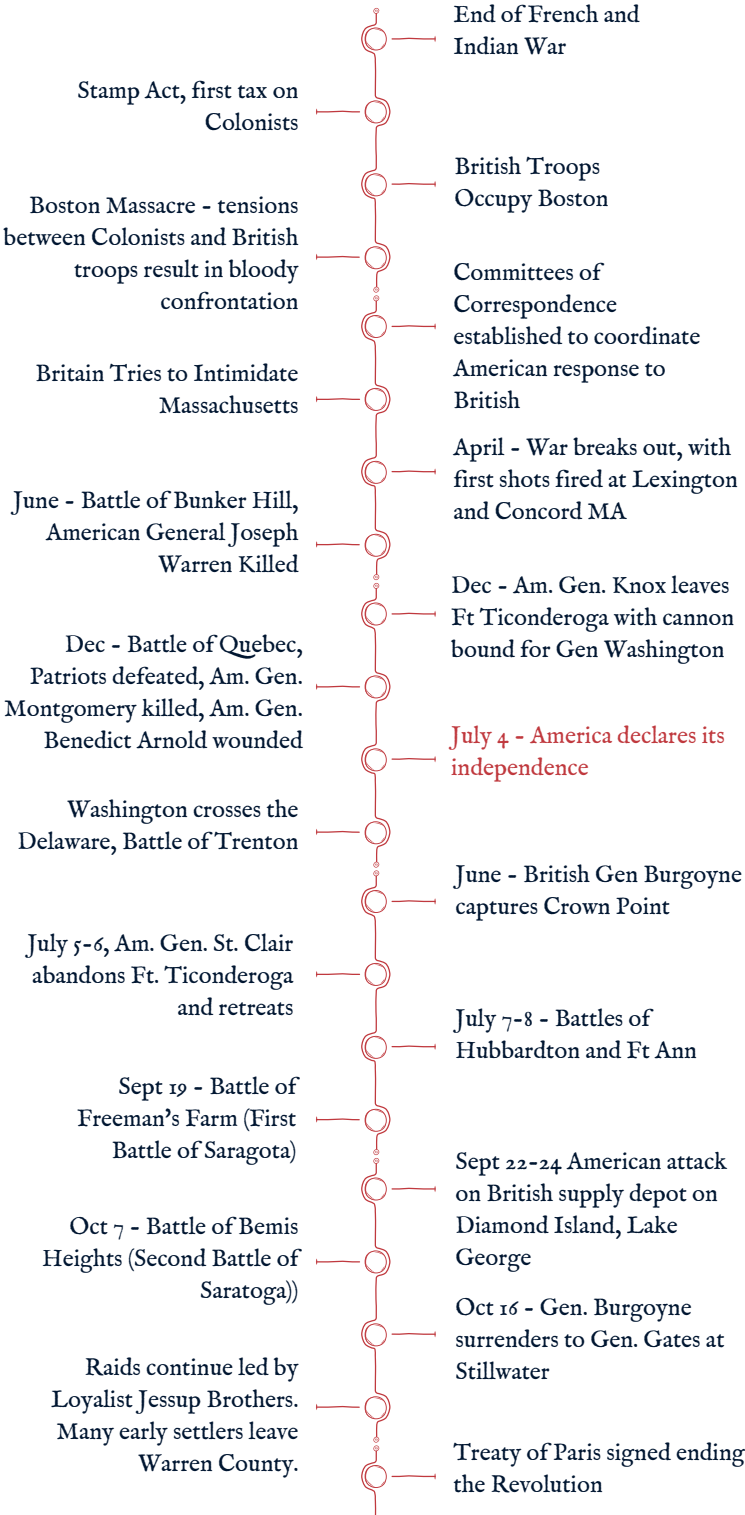 End of French and
Indian War
Stamp Act, first tax on
Colonists
British Troops
Occupy Boston
Boston Massacre - tensions
between Colonists and British
troops result in bloody
confrontation
Committees of
Correspondence
established to coordinate
American response to
British
Britain Tries to Intimidate
Massachusetts
April - War breaks out, with
first shots fired at Lexington
and Concord MA
June - Battle of Bunker Hill,
American General Joseph
Warren Killed
Dec - Am. Gen. Knox leaves
Ft Ticonderoga with cannon
bound for Gen Washington
Dec - Battle of Quebec,
Patriots defeated, Am. Gen.
Montgomery killed, Am. Gen.
Benedict Arnold wounded
July 4 - America declares its
independence
Washington crosses the
Delaware, Battle of Trenton
June - British Gen Burgoyne
captures Crown Point
July 5-6, Am. Gen. St. Clair
abandons Ft. Ticonderoga
and retreats
July 7-8 - Battles of
Hubbardton and Ft Ann
Sept 19 - Battle of
Freeman's Farm (First
Battle of Saragota)
Sept 22-24 American attack
on British supply depot on
Diamond Island, Lake
George
Oct 7 - Battle of Bemis
Heights (Second Battle of
Saratoga))
Oct 16 - Gen. Burgoyne
surrenders to Gen. Gates at
Stillwater
Raids continue led by
Loyalist Jessup Brothers.
Many early settlers leave
Warren County.
Treaty of Paris signed ending
the Revolution